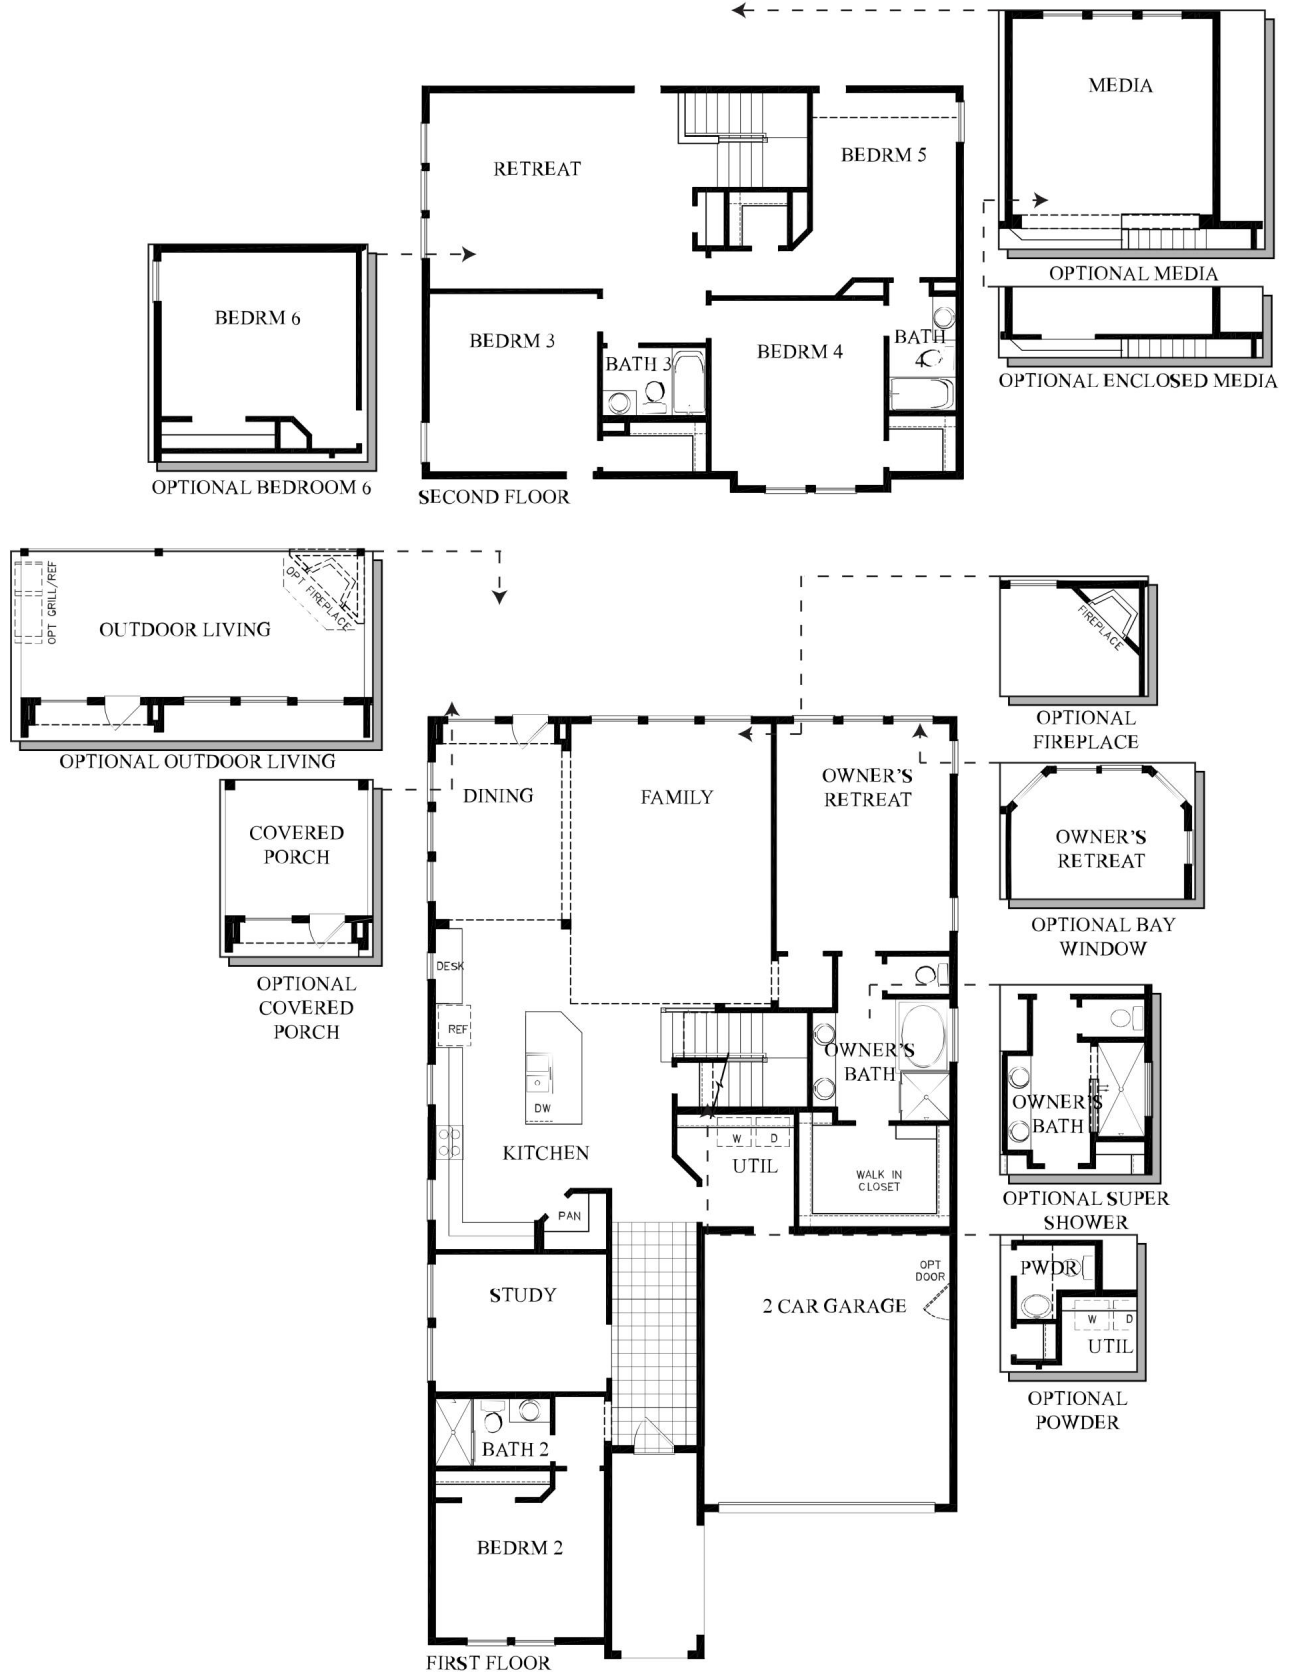 MEDIA
OPTIONAL MEDIA
OPTIONAL ENCLOSED MEDIA
RETREAT
BEDRM 5
BEDRM 3
BATH 3
BEDRM 4
BATH
4
SECOND FLOOR
BEDRM 6
OPTIONAL BEDROOM 6
OPT GRILL/REF
OPT FIREPLACE
OUTDOOR LIVING
OPTIONAL OUTDOOR LIVING
COVERED
PORCH
OPTIONAL
COVERED
PORCH
FIREPLACE
OPTIONAL
FIREPLACE
OWNER'S
RETREAT
OPTIONAL BAY
WINDOW
OWNER'S
BATH
OPTIONAL SUPER
SHOWER
PWDR
W
D
UTIL
OPTIONAL
POWDER
DINING
FAMILY
OWNER'S
RETREAT
DESK
REF
DW
KITCHEN
OWNER'S
BATH
W
D
UTIL
WALK IN
CLOSET
PAN
STUDY
OPT
DOOR
2 CAR GARAGE
BATH 2
BEDRM 2
FIRST FLOOR